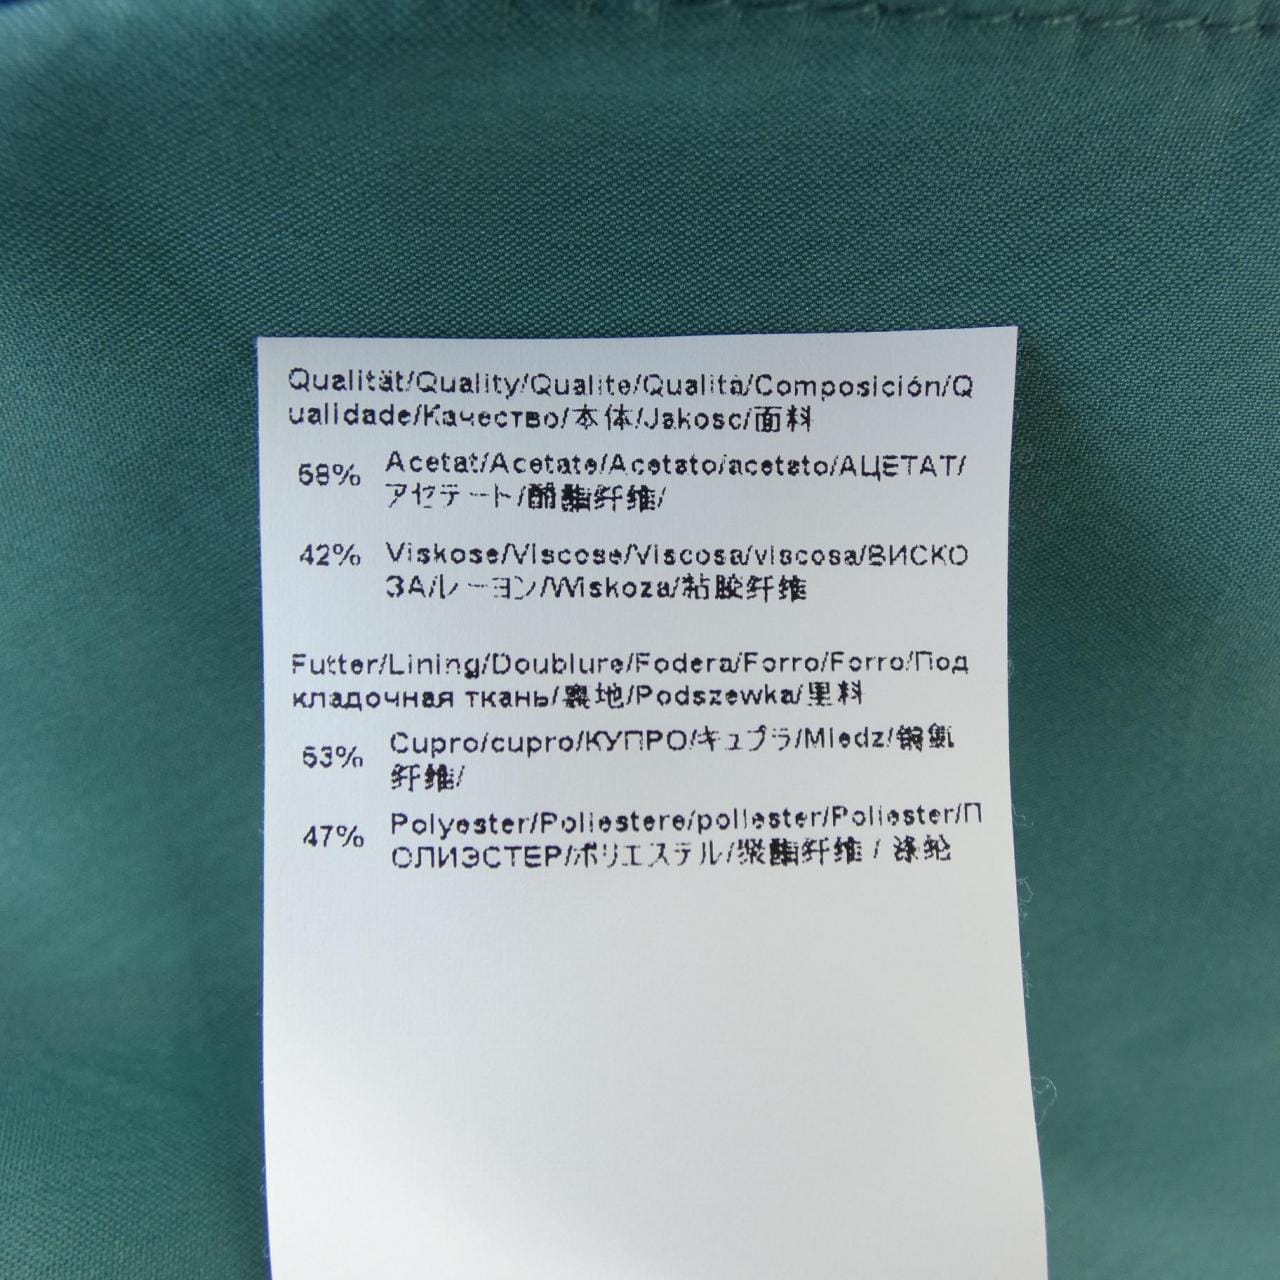 Qualität/Quality/Qualite/Qualità/Composición/Q
ualidade/Качество/本体/Jakosc/面料
58% Acetat/Acetate/Acetato/acetato/АЦЕТАТ/
アセテート/醋酯纤维/
42% Viskose/Viscose/Viscosa/viscosa/ВИСКО
ЗА/レーヨン/Wiskoza/粘胶纤维
Futter/Lining/Doublure/Fodera/Forro/Forro/Под
кладочная ткань/裏地/Podszewka/里料
53% Cupro/cupro/КУПРО/キュプラ/Miedz/铜氨
纤维/
47% Polyester/Poliestere/poliester/Poliester/П
ОЛИЭСТЕР/ポリエステル/聚酯纤维 / 涤纶